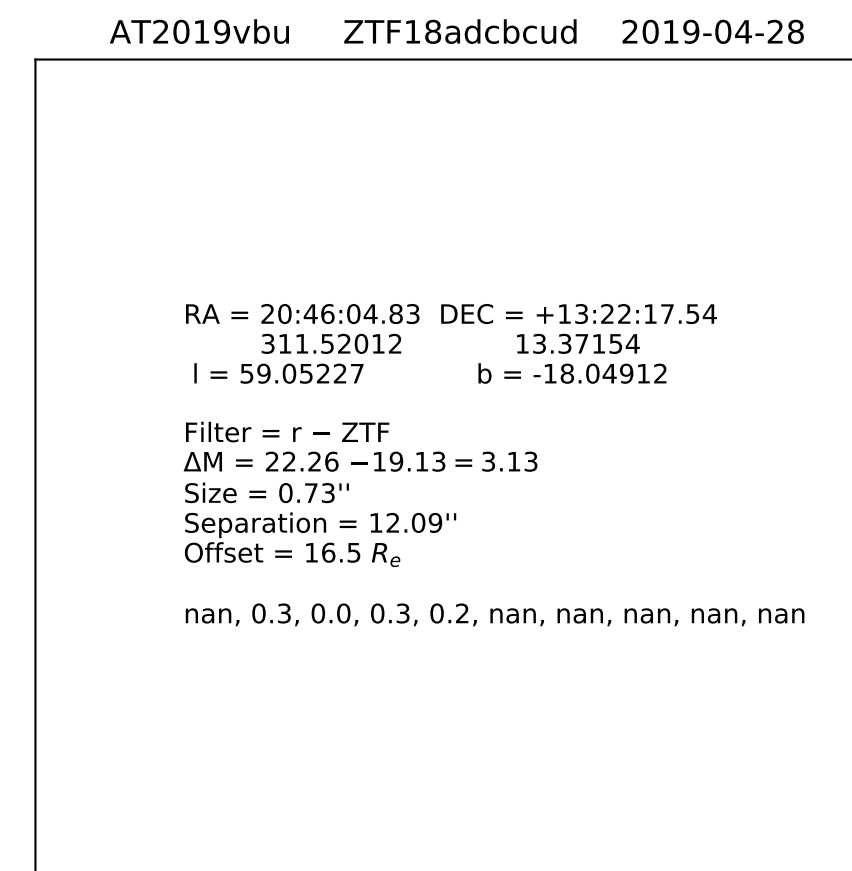 AT2019vbu ZTF18adcbcud 2019-04-28
RA = 20:46:04.83 DEC = +13:22:17.54
311.52012 13.37154
l = 59.05227 b = -18.04912
Filter = r − ZTF
ΔM = 22.26 −19.13 = 3.13
Size = 0.73''
Separation = 12.09''
Offset = 16.5 Re
nan, 0.3, 0.0, 0.3, 0.2, nan, nan, nan, nan, nan